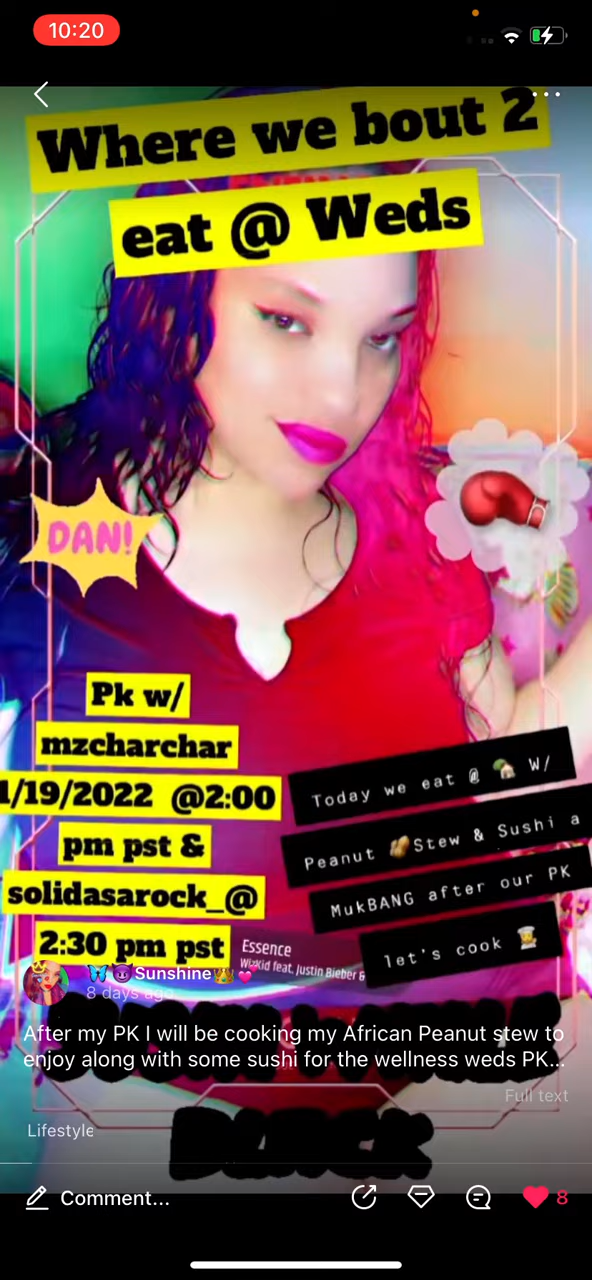 10:20
Where we bout 2
eat @ Weds
DAN!
Pk w/
mzcharchar
1/19/2022 @2:00
pm pst &
solidasarock_@
2:30 pm pst
Today we eat @ 🏡 W/
Peanut 🥜Stew & Sushi a
MukBANG after our PK
let's cook 👩‍🍳
Essence
Wizkid feat. Justin Bieber &
🦋😈Sunshine👑💕
8 days ago
After my PK I will be cooking my African Peanut stew to
enjoy along with some sushi for the wellness weds PK...
Full text
Lifestyle
Comment...
8